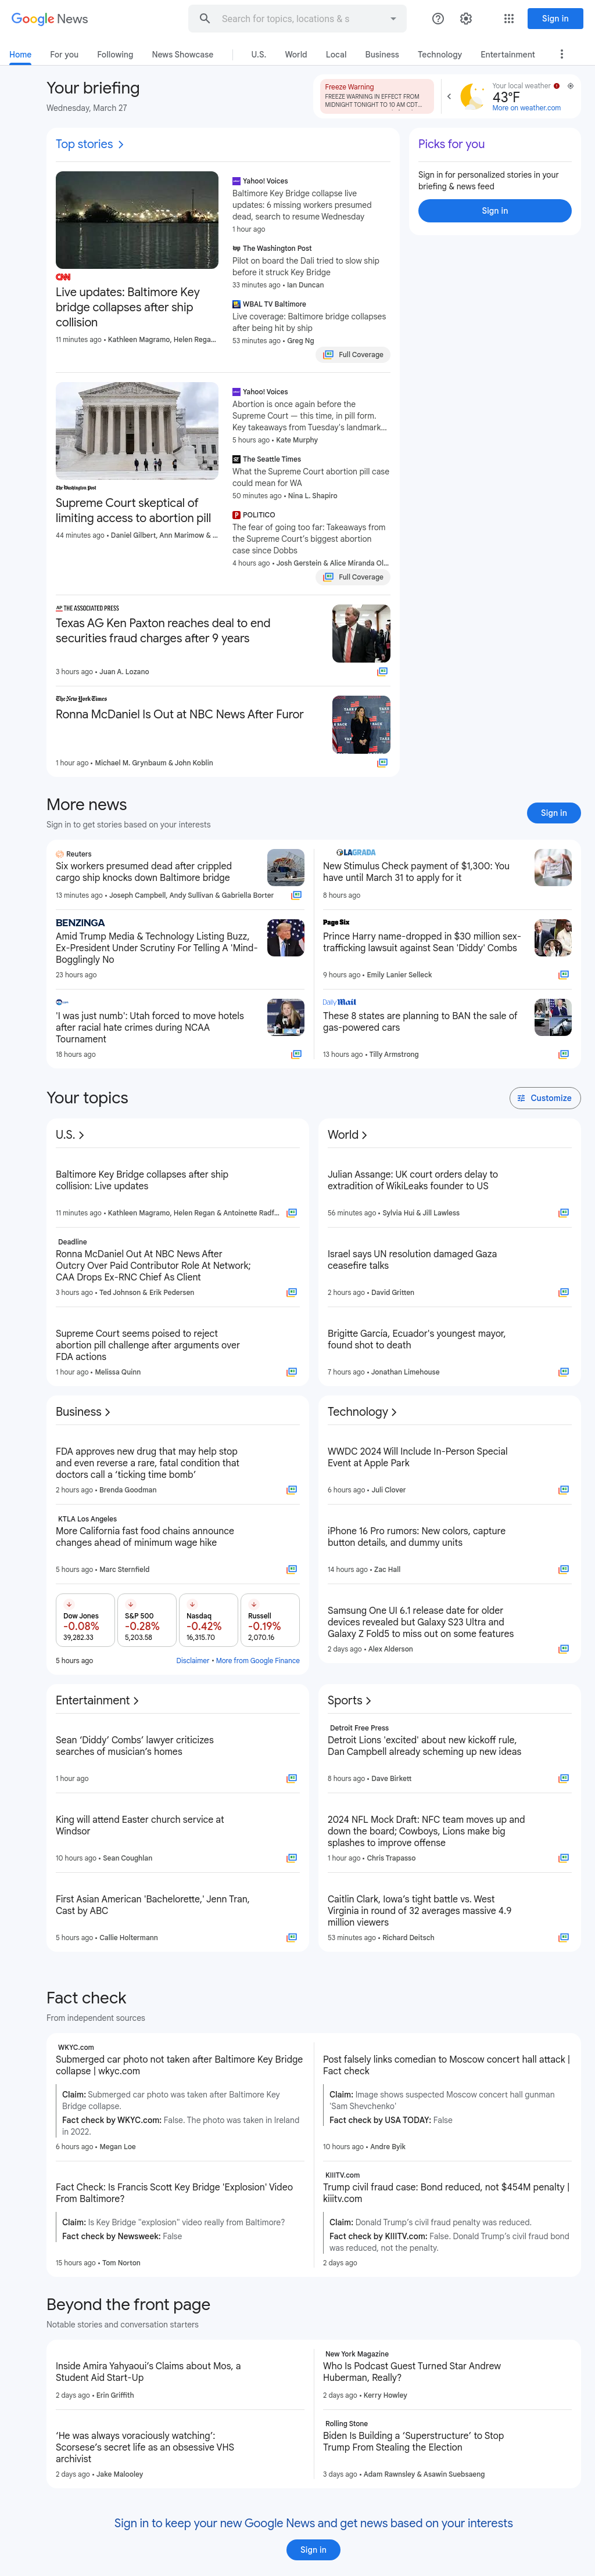 Google News
Search for topics, locations & s
Sign in
Home
For you
Following
News Showcase
U.S.
World
Local
Business
Technology
Entertainment
Your briefing
Wednesday, March 27
Freeze Warning
FREEZE WARNING IN EFFECT FROM
MIDNIGHT TONIGHT TO 10 AM CDT...
Your local weather
43°F
More on weather.com
Top stories
CNN
Live updates: Baltimore Key
bridge collapses after ship
collision
11 minutes ago • Kathleen Magramo, Helen Rega...
Yahoo! Voices
Baltimore Key Bridge collapse live
updates: 6 missing workers presumed
dead, search to resume Wednesday
1 hour ago
The Washington Post
Pilot on board the Dali tried to slow ship
before it struck Key Bridge
33 minutes ago • Ian Duncan
WBAL TV Baltimore
Live coverage: Baltimore bridge collapses
after being hit by ship
53 minutes ago • Greg Ng
Full Coverage
The Washington Post
Supreme Court skeptical of
limiting access to abortion pill
44 minutes ago • Daniel Gilbert, Ann Marimow & ...
Yahoo! Voices
Abortion is once again before the
Supreme Court — this time, in pill form.
Key takeaways from Tuesday's landmark...
5 hours ago • Kate Murphy
The Seattle Times
What the Supreme Court abortion pill case
could mean for WA
50 minutes ago • Nina L. Shapiro
POLITICO
The fear of going too far: Takeaways from
the Supreme Court's biggest abortion
case since Dobbs
4 hours ago • Josh Gerstein & Alice Miranda Ol...
Full Coverage
AP THE ASSOCIATED PRESS
Texas AG Ken Paxton reaches deal to end
securities fraud charges after 9 years
3 hours ago • Juan A. Lozano
The New York Times
Ronna McDaniel Is Out at NBC News After Furor
1 hour ago • Michael M. Grynbaum & John Koblin
Picks for you
Sign in for personalized stories in your
briefing & news feed
Sign in
More news
Sign in to get stories based on your interests
Sign in
Reuters
Six workers presumed dead after crippled
cargo ship knocks down Baltimore bridge
13 minutes ago • Joseph Campbell, Andy Sullivan & Gabriella Borter
LAGRADA
New Stimulus Check payment of $1,300: You
have until March 31 to apply for it
8 hours ago
BENZINGA
Amid Trump Media & Technology Listing Buzz,
Ex-President Under Scrutiny For Telling A 'Mind-
Bogglingly No
23 hours ago
Page Six
Prince Harry name-dropped in $30 million sex-
trafficking lawsuit against Sean 'Diddy' Combs
9 hours ago • Emily Lanier Selleck
'I was just numb': Utah forced to move hotels
after racial hate crimes during NCAA
Tournament
18 hours ago
Daily Mail
These 8 states are planning to BAN the sale of
gas-powered cars
13 hours ago • Tilly Armstrong
Your topics
Customize
U.S.
Baltimore Key Bridge collapses after ship
collision: Live updates
11 minutes ago • Kathleen Magramo, Helen Regan & Antoinette Radf...
Deadline
Ronna McDaniel Out At NBC News After
Outcry Over Paid Contributor Role At Network;
CAA Drops Ex-RNC Chief As Client
3 hours ago • Ted Johnson & Erik Pedersen
Supreme Court seems poised to reject
abortion pill challenge after arguments over
FDA actions
1 hour ago • Melissa Quinn
World
Julian Assange: UK court orders delay to
extradition of WikiLeaks founder to US
56 minutes ago • Sylvia Hui & Jill Lawless
Israel says UN resolution damaged Gaza
ceasefire talks
2 hours ago • David Gritten
Brigitte García, Ecuador's youngest mayor,
found shot to death
7 hours ago • Jonathan Limehouse
Business
FDA approves new drug that may help stop
and even reverse a rare, fatal condition that
doctors call a 'ticking time bomb'
2 hours ago • Brenda Goodman
KTLA Los Angeles
More California fast food chains announce
changes ahead of minimum wage hike
5 hours ago • Marc Sternfield
Dow Jones
-0.08%
39,282.33
S&P 500
-0.28%
5,203.58
Nasdaq
-0.42%
16,315.70
Russell
-0.19%
2,070.16
5 hours ago
Disclaimer • More from Google Finance
Technology
WWDC 2024 Will Include In-Person Special
Event at Apple Park
6 hours ago • Juli Clover
iPhone 16 Pro rumors: New colors, capture
button details, and dummy units
14 hours ago • Zac Hall
Samsung One UI 6.1 release date for older
devices revealed but Galaxy S23 Ultra and
Galaxy Z Fold5 to miss out on some features
2 days ago • Alex Alderson
Entertainment
Sean 'Diddy' Combs' lawyer criticizes
searches of musician's homes
1 hour ago
King will attend Easter church service at
Windsor
10 hours ago • Sean Coughlan
First Asian American 'Bachelorette,' Jenn Tran,
Cast by ABC
5 hours ago • Callie Holtermann
Sports
Detroit Free Press
Detroit Lions 'excited' about new kickoff rule,
Dan Campbell already scheming up new ideas
8 hours ago • Dave Birkett
2024 NFL Mock Draft: NFC team moves up and
down the board; Cowboys, Lions make big
splashes to improve offense
1 hour ago • Chris Trapasso
Caitlin Clark, Iowa's tight battle vs. West
Virginia in round of 32 averages massive 4.9
million viewers
53 minutes ago • Richard Deitsch
Fact check
From independent sources
WKYC.com
Submerged car photo not taken after Baltimore Key Bridge
collapse | wkyc.com
Claim: Submerged car photo was taken after Baltimore Key
Bridge collapse.
Fact check by WKYC.com: False. The photo was taken in Ireland
in 2022.
6 hours ago • Megan Loe
Post falsely links comedian to Moscow concert hall attack |
Fact check
Claim: Image shows suspected Moscow concert hall gunman
'Sam Shevchenko'
Fact check by USA TODAY: False
10 hours ago • Andre Byik
Fact Check: Is Francis Scott Key Bridge 'Explosion' Video
From Baltimore?
Claim: Is Key Bridge "explosion" video really from Baltimore?
Fact check by Newsweek: False
15 hours ago • Tom Norton
KIIITV.com
Trump civil fraud case: Bond reduced, not $454M penalty |
kiiitv.com
Claim: Donald Trump's civil fraud penalty was reduced.
Fact check by KIIITV.com: False. Donald Trump's civil fraud bond
was reduced, not the penalty.
2 days ago
Beyond the front page
Notable stories and conversation starters
Inside Amira Yahyaoui's Claims about Mos, a
Student Aid Start-Up
2 days ago • Erin Griffith
New York Magazine
Who Is Podcast Guest Turned Star Andrew
Huberman, Really?
2 days ago • Kerry Howley
'He was always voraciously watching':
Scorsese's secret life as an obsessive VHS
archivist
2 days ago • Jake Malooley
Rolling Stone
Biden Is Building a 'Superstructure' to Stop
Trump From Stealing the Election
3 days ago • Adam Rawnsley & Asawin Suebsaeng
Sign in to keep your new Google News and get news based on your interests
Sign in